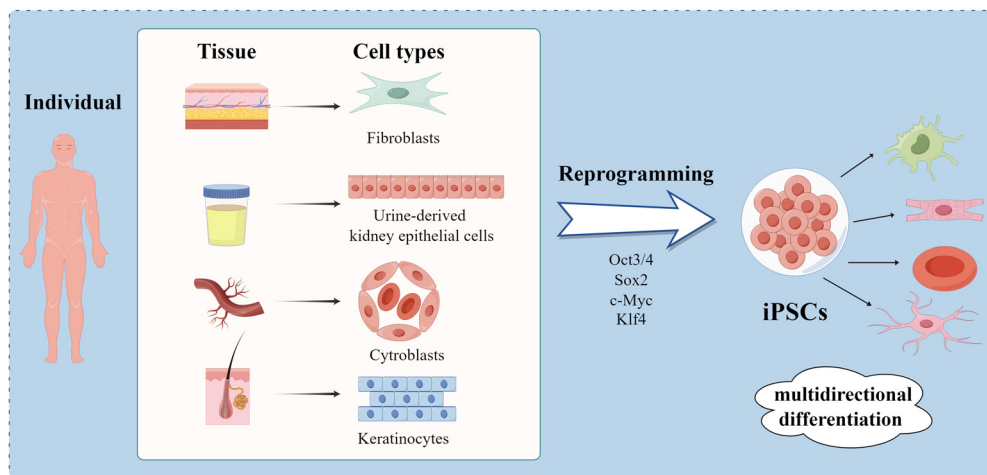 Individual
Tissue
Cell types
Fibroblasts
Urine-derived
kidney epithelial cells
Cytroblasts
Keratinocytes
Reprogramming
Oct3/4
Sox2
c-Myc
Klf4
iPSCs
multidirectional
differentiation